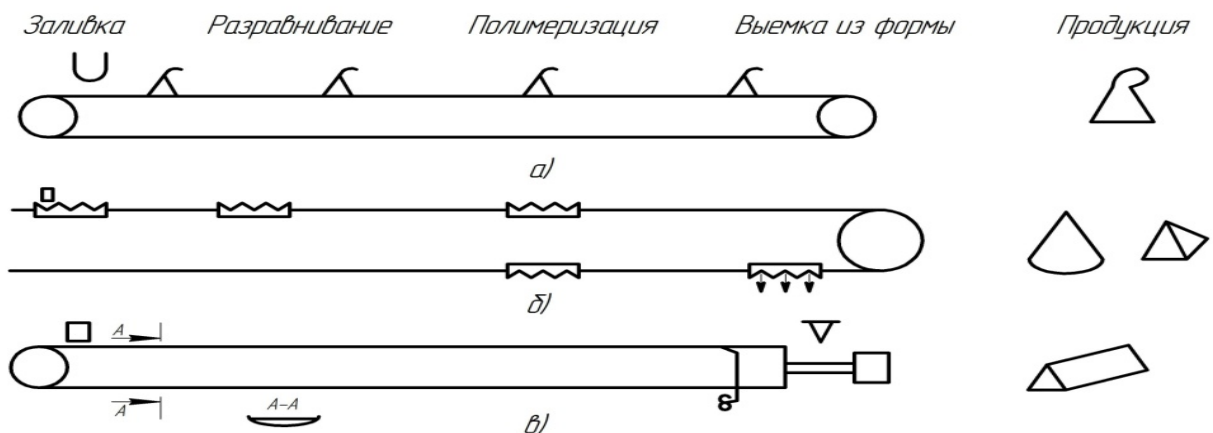 Заливка Разравнивание Полимеризация Выемка из формы Продукция
а)
б)
А
А
А-А
в)